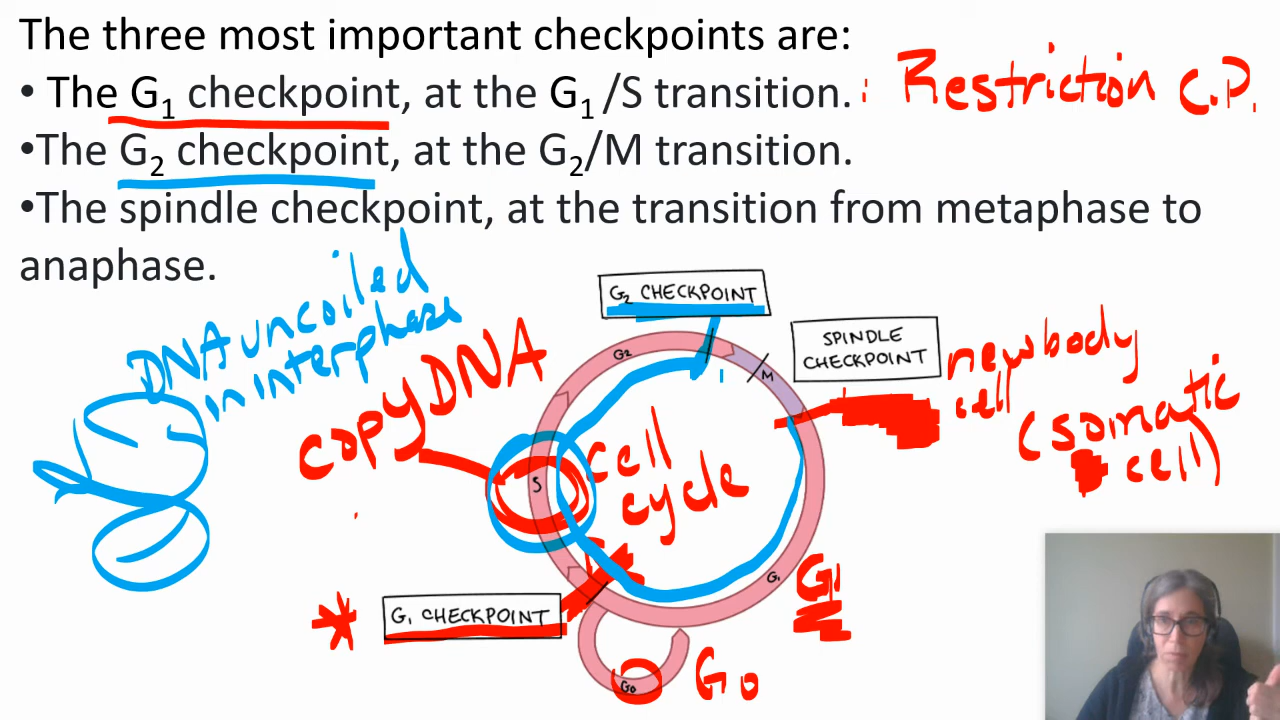 The three most important checkpoints are:
• The G₁ checkpoint, at the G₁ /S transition. : Restriction C.P.
•The G₂ checkpoint, at the G₂/M transition.
•The spindle checkpoint, at the transition from metaphase to
anaphase.
DNA uncoiled
in interphase
copy DNA
G₂ CHECKPOINT
SPINDLE
CHECKPOINT
new body
cell
(somatic
cell)
G₂
M
S
cell
cycle
G₁
G₁
* G₁ CHECKPOINT
G₀
G₀